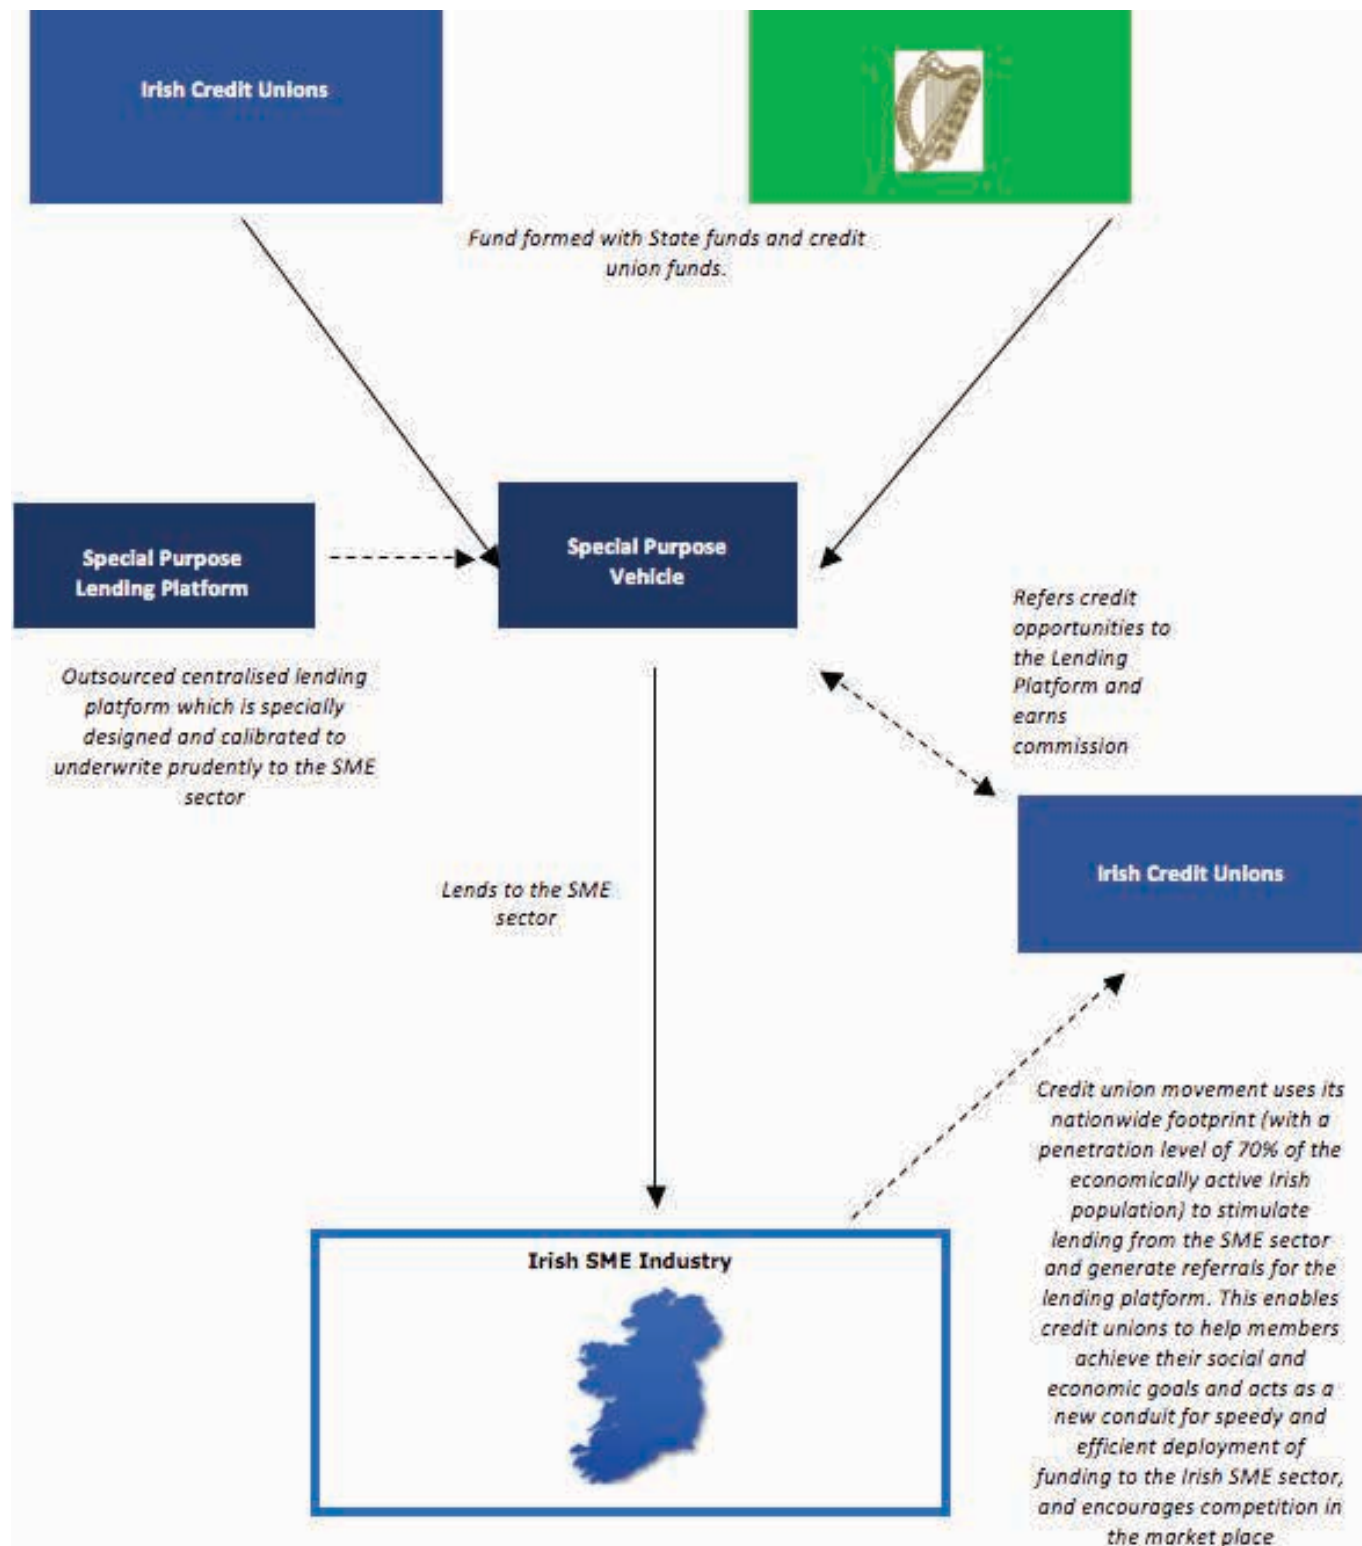 Irish Credit Unions
Fund formed with State funds and credit
union funds.
Special Purpose
Lending Platform
Special Purpose
Vehicle
Outsourced centralised lending
platform which is specially
designed and calibrated to
underwrite prudently to the SME
sector
Refers credit
opportunities to
the Lending
Platform and
earns
commission
Irish Credit Unions
Lends to the SME
sector
Credit union movement uses its
nationwide footprint (with a
penetration level of 70% of the
economically active Irish
population) to stimulate
lending from the SME sector
and generate referrals for the
lending platform. This enables
credit unions to help members
achieve their social and
economic goals and acts as a
new conduit for speedy and
efficient deployment of
funding to the Irish SME sector,
and encourages competition in
the market place
Irish SME Industry